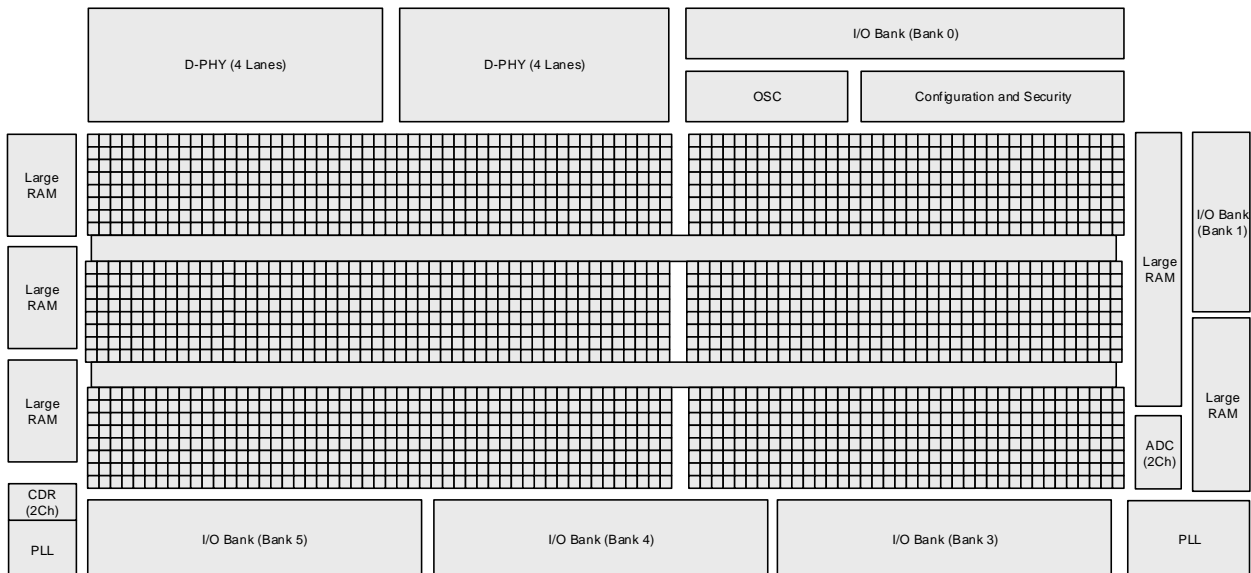 D-PHY (4 Lanes)
D-PHY (4 Lanes)
I/O Bank (Bank 0)
OSC
Configuration and Security
Large
RAM
Large
RAM
Large
RAM
Large
RAM
I/O Bank
(Bank 1)
Large
RAM
ADC
(2Ch)
CDR
(2Ch)
PLL
I/O Bank (Bank 5)
I/O Bank (Bank 4)
I/O Bank (Bank 3)
PLL